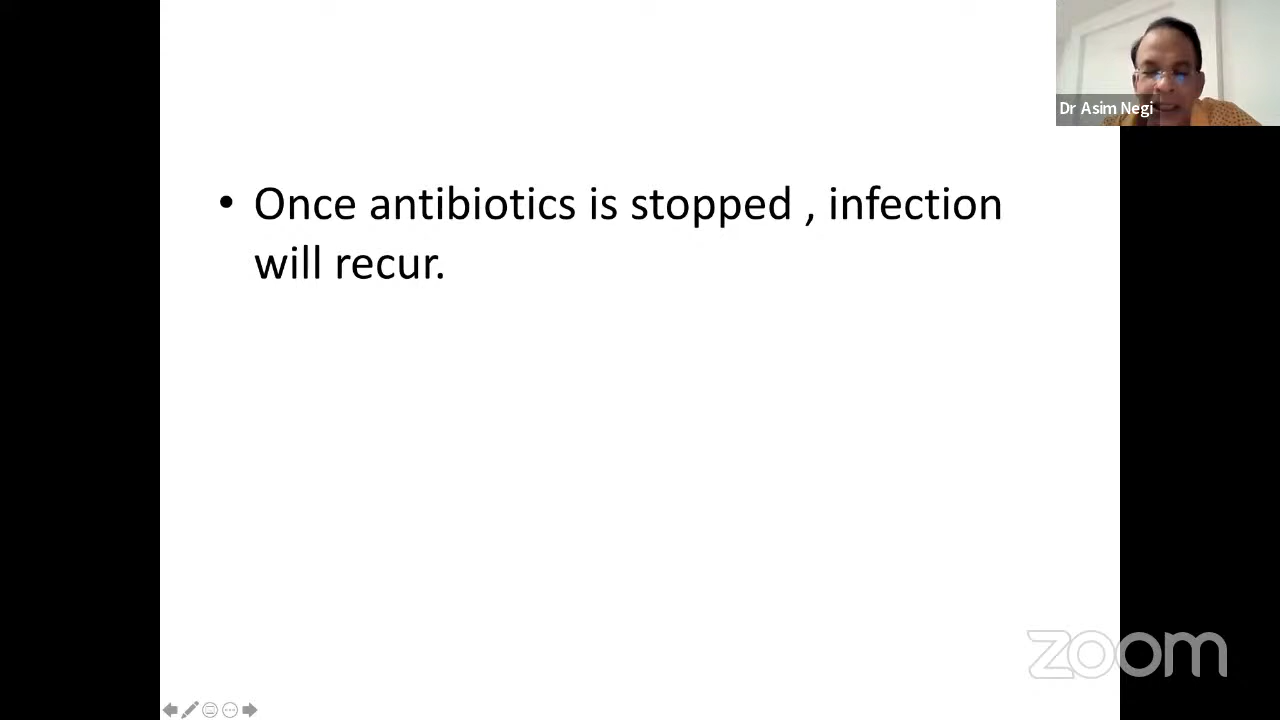 Dr Asim Negi
• Once antibiotics is stopped , infection
will recur.
zoom